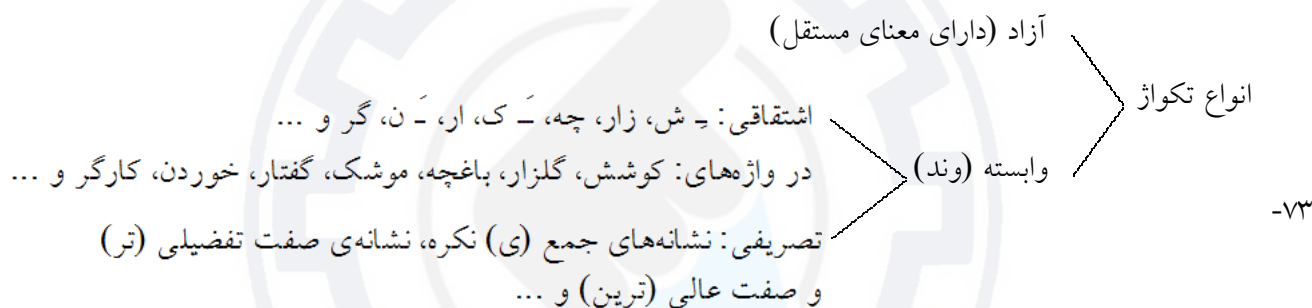 آزاد (دارای معنای مستقل)
انواع تکواژ
اشتقاقی: ـِ ش، زار، چه، ـَ ک، ار، ـَ ن، گر و ...
وابسته (وند)
در واژه‌های: کوشش، گلزار، باغچه، موشک، گفتار، خوردن، کارگر و ...
۷۳-
تصریفی: نشانه‌های جمع (ی) نکره، نشانه‌ی صفت تفضیلی (تر)
و صفت عالی (ترین) و ...